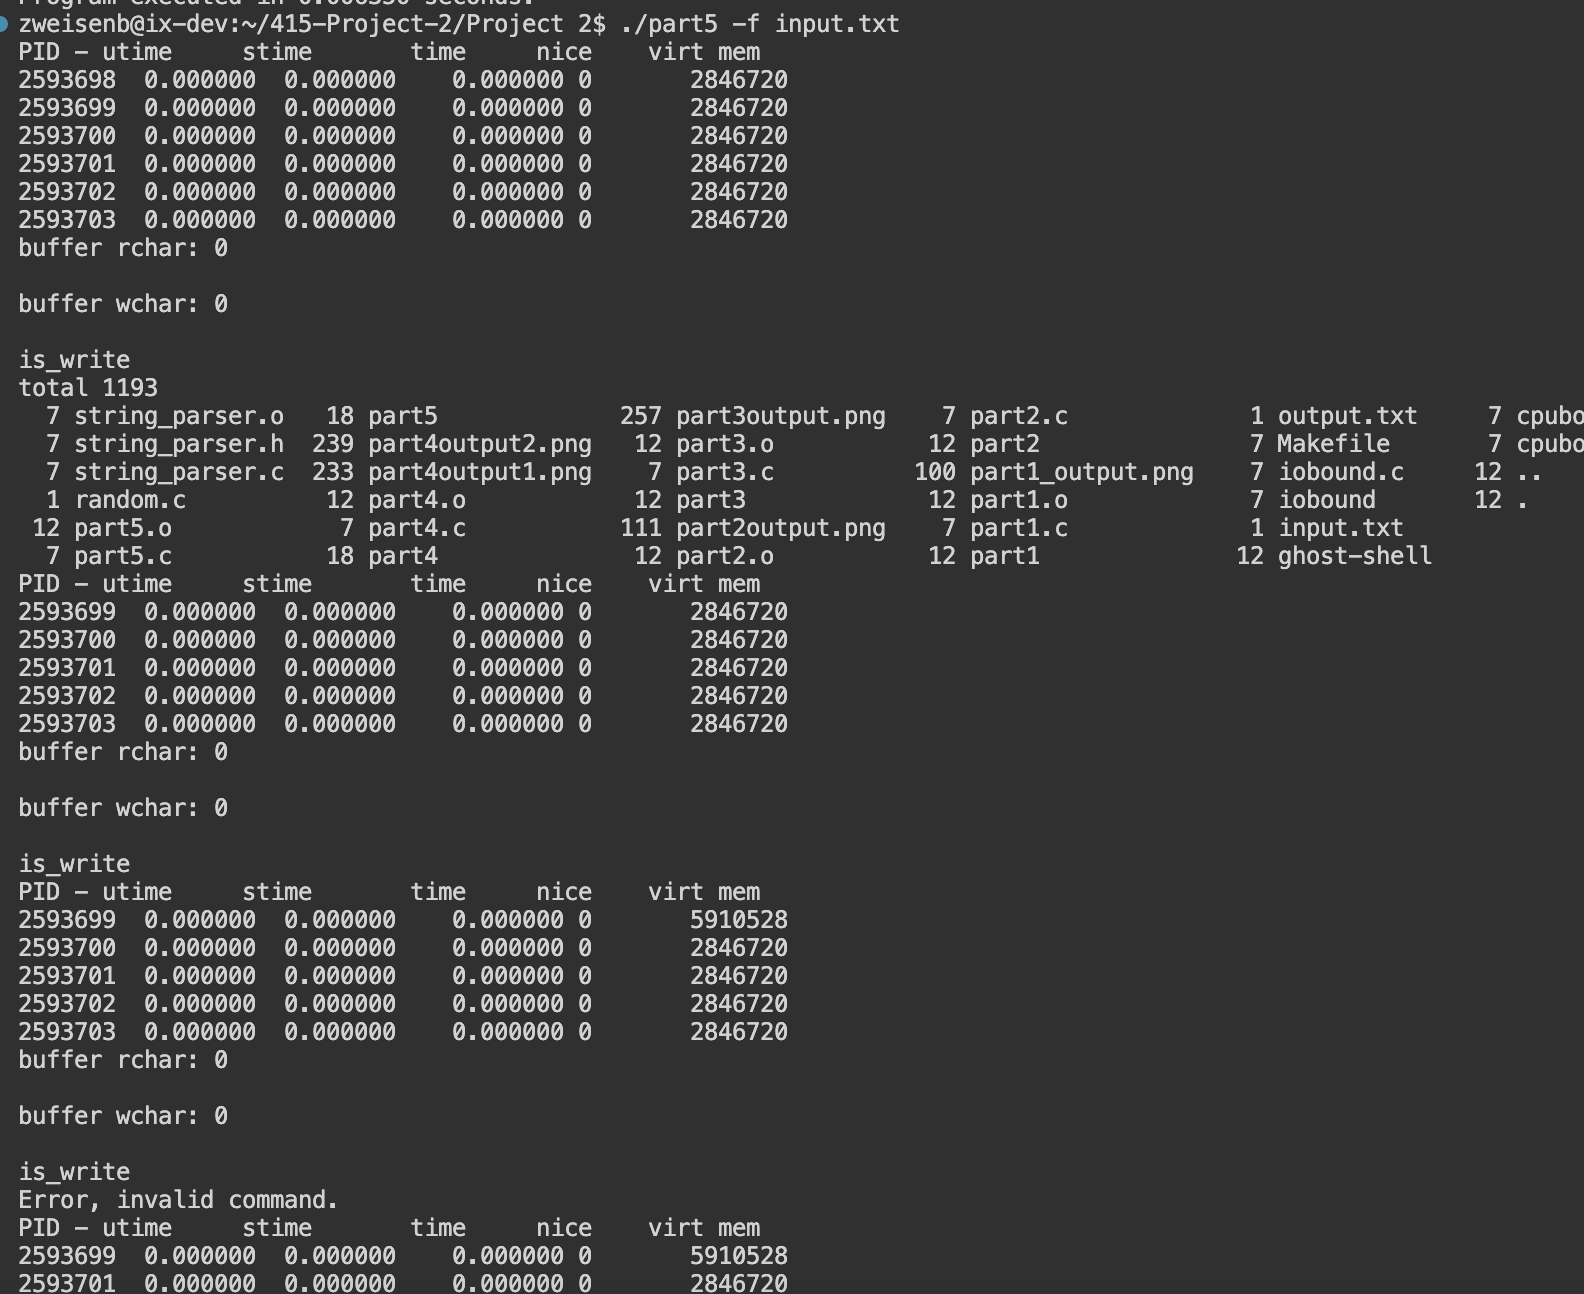 Program executed in 0.006350 seconds.
zweisenb@ix-dev:~/415-Project-2/Project 2$ ./part5 -f input.txt
PID - utime     stime       time     nice    virt mem
2593698  0.000000  0.000000    0.000000 0       2846720
2593699  0.000000  0.000000    0.000000 0       2846720
2593700  0.000000  0.000000    0.000000 0       2846720
2593701  0.000000  0.000000    0.000000 0       2846720
2593702  0.000000  0.000000    0.000000 0       2846720
2593703  0.000000  0.000000    0.000000 0       2846720
buffer rchar: 0
buffer wchar: 0
is_write
total 1193
  7 string_parser.o   18 part5             257 part3output.png    7 part2.c             1 output.txt     7 cpubo
  7 string_parser.h  239 part4output2.png   12 part3.o           12 part2               7 Makefile       7 cpubo
  7 string_parser.c  233 part4output1.png    7 part3.c          100 part1_output.png    7 iobound.c     12 ..
  1 random.c          12 part4.o            12 part3             12 part1.o             7 iobound       12 .
 12 part5.o            7 part4.c           111 part2output.png    7 part1.c             1 input.txt
  7 part5.c           18 part4              12 part2.o           12 part1              12 ghost-shell
PID - utime     stime       time     nice    virt mem
2593699  0.000000  0.000000    0.000000 0       2846720
2593700  0.000000  0.000000    0.000000 0       2846720
2593701  0.000000  0.000000    0.000000 0       2846720
2593702  0.000000  0.000000    0.000000 0       2846720
2593703  0.000000  0.000000    0.000000 0       2846720
buffer rchar: 0
buffer wchar: 0
is_write
PID - utime     stime       time     nice    virt mem
2593699  0.000000  0.000000    0.000000 0       5910528
2593700  0.000000  0.000000    0.000000 0       2846720
2593701  0.000000  0.000000    0.000000 0       2846720
2593702  0.000000  0.000000    0.000000 0       2846720
2593703  0.000000  0.000000    0.000000 0       2846720
buffer rchar: 0
buffer wchar: 0
is_write
Error, invalid command.
PID - utime     stime       time     nice    virt mem
2593699  0.000000  0.000000    0.000000 0       5910528
2593701  0.000000  0.000000    0.000000 0       2846720